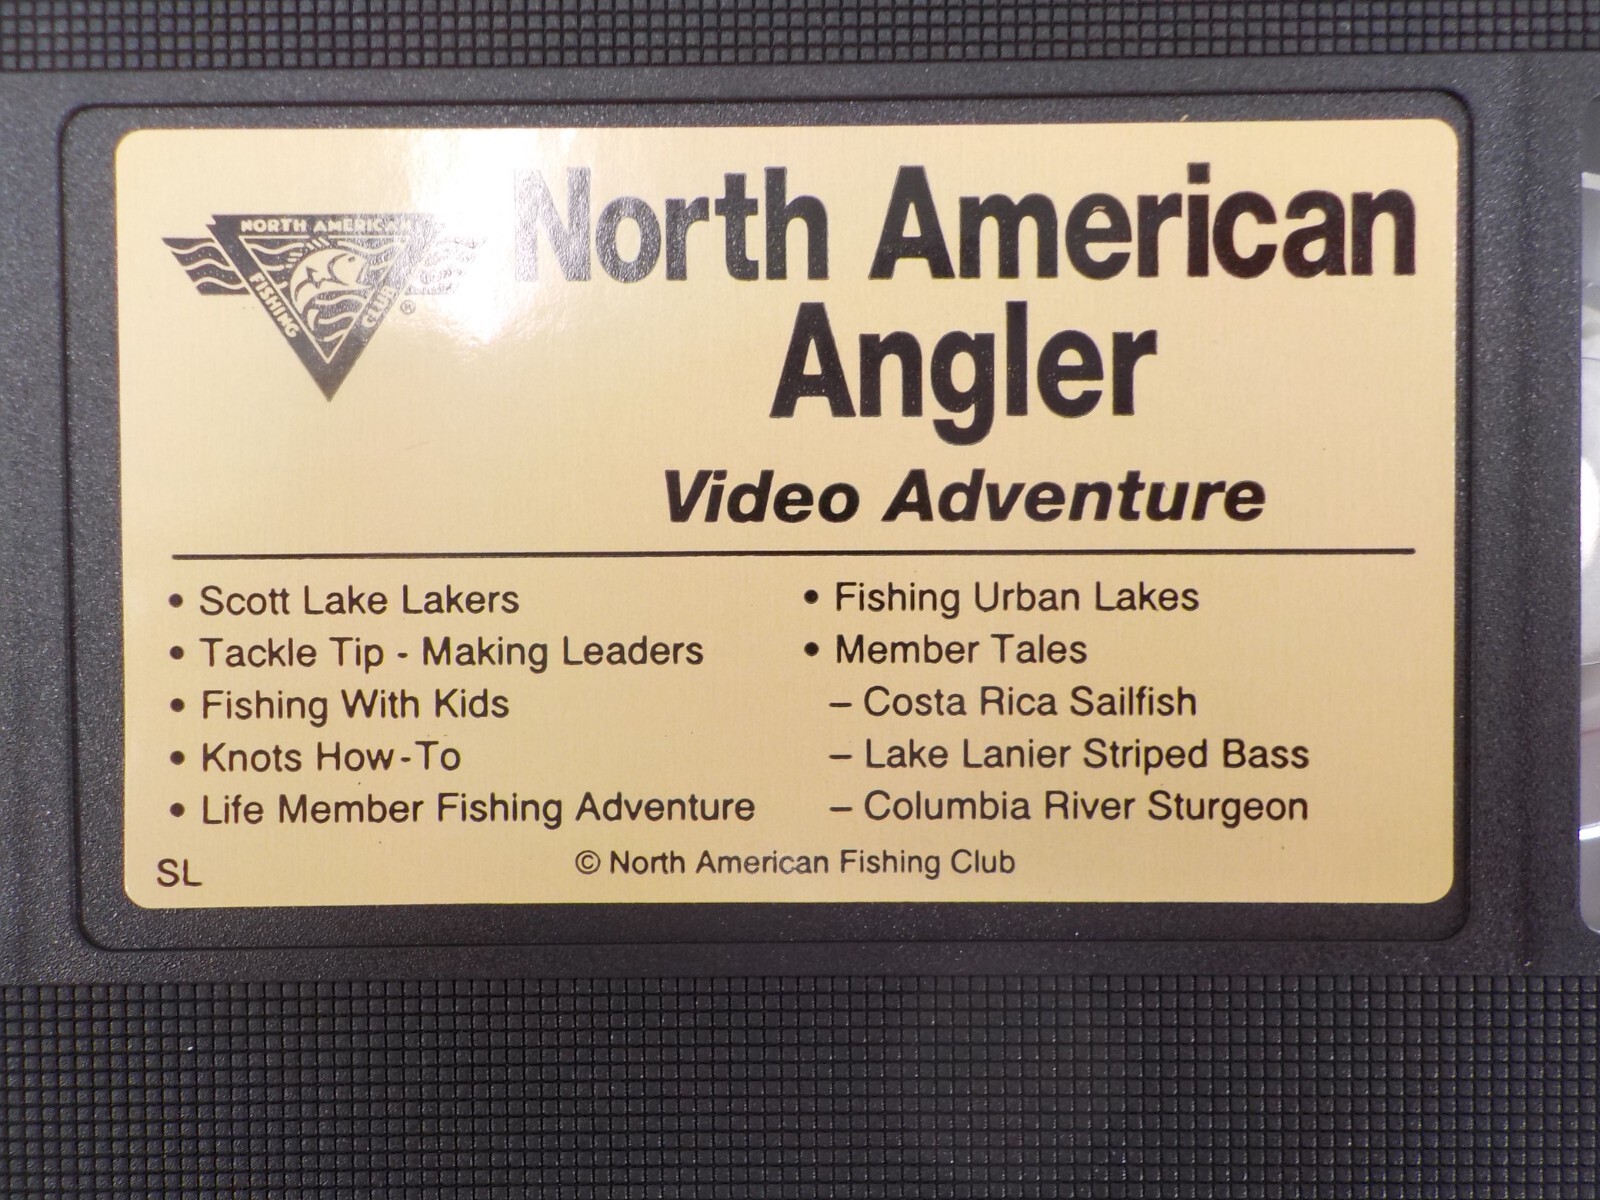 NORTH AMERICAN
FISHING
CLUB ®
North American
Angler
Video Adventure
• Scott Lake Lakers
• Tackle Tip - Making Leaders
• Fishing With Kids
• Knots How-To
• Life Member Fishing Adventure
• Fishing Urban Lakes
• Member Tales
– Costa Rica Sailfish
– Lake Lanier Striped Bass
– Columbia River Sturgeon
SL
© North American Fishing Club